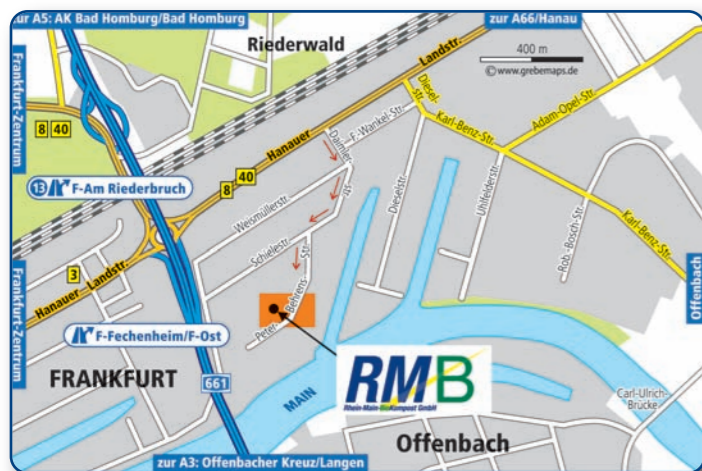 zur A5: AK Bad Homburg/Bad Homburg
zur A66/Hanau
Riederwald
400 m
©www.grebemaps.de
Frankfurt-Zentrum
Hanauer Landstr.
Diesel-Str.
Adam-Opel-Str.
8 40
Daimler-
str.
F.-Wankel-Str.
Karl-Benz-Str.
8 40
13 F-Am Riederbruch
Weismüllerstr.
Dieselstr.
Uhlfelderstr.
Schielestr.
Rob.-Bosch-Str.
Karl-Benz-Str.
3
Hanauer Landstr.
Frankfurt-Zentrum
Peter-Behrens-Str.
Offenbach
F-Fechenheim/F-Ost
FRANKFURT
661
MAIN
RMB
Rhein-Main-BioKompost GmbH
Carl-Ulrich-
Brücke
Offenbach
zur A3: Offenbacher Kreuz/Langen